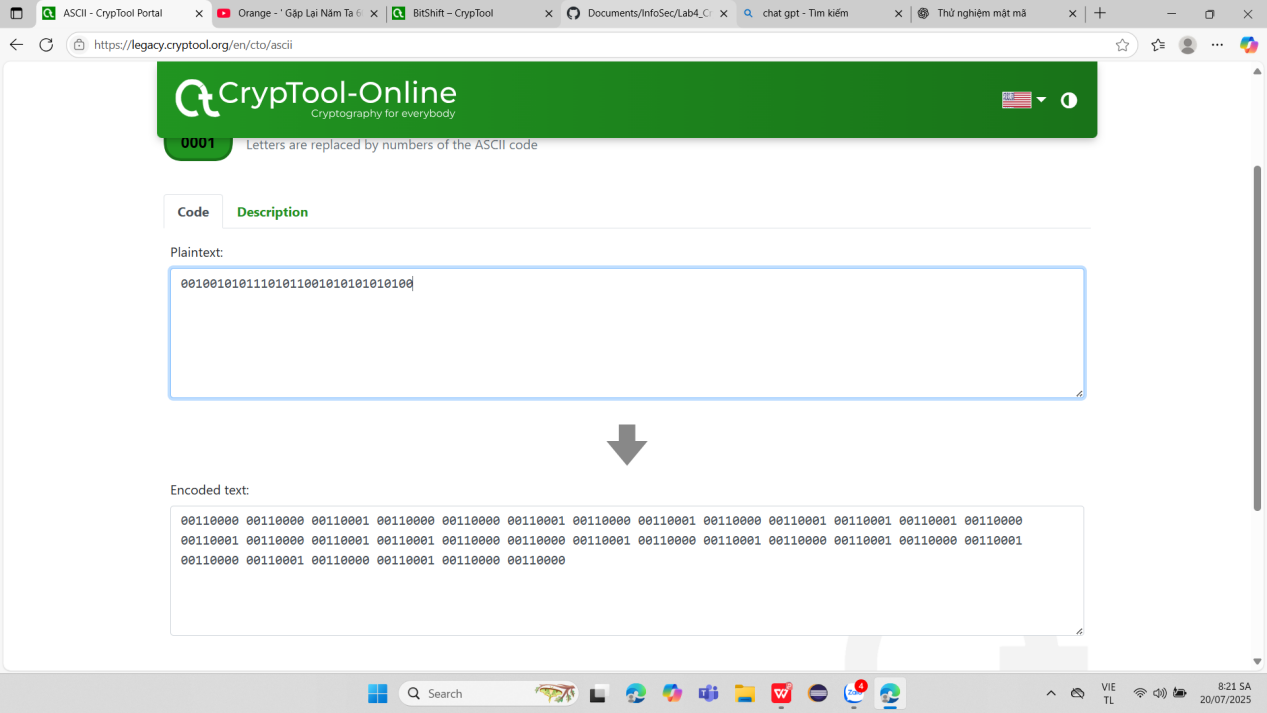 ASCII - CrypTool Portal
Orange - ' Gặp Lại Năm Ta 6
BitShift – CrypTool
Documents/InfoSec/Lab4_Cr
chat gpt - Tìm kiếm
Thử nghiệm mật mã
https://legacy.cryptool.org/en/cto/ascii
CrypTool-Online
Cryptography for everybody
0001
Letters are replaced by numbers of the ASCII code
Code
Description
Plaintext:
00100101011101011001010101010100
Encoded text:
00110000 00110000 00110001 00110000 00110000 00110001 00110000 00110001 00110000 00110001 00110001 00110001 00110000
00110001 00110000 00110001 00110001 00110000 00110000 00110001 00110000 00110001 00110000 00110001 00110000 00110001
00110000 00110001 00110000 00110001 00110000 00110000
Search
Zalo
4
VIE
TL
8:21 SA
20/07/2025